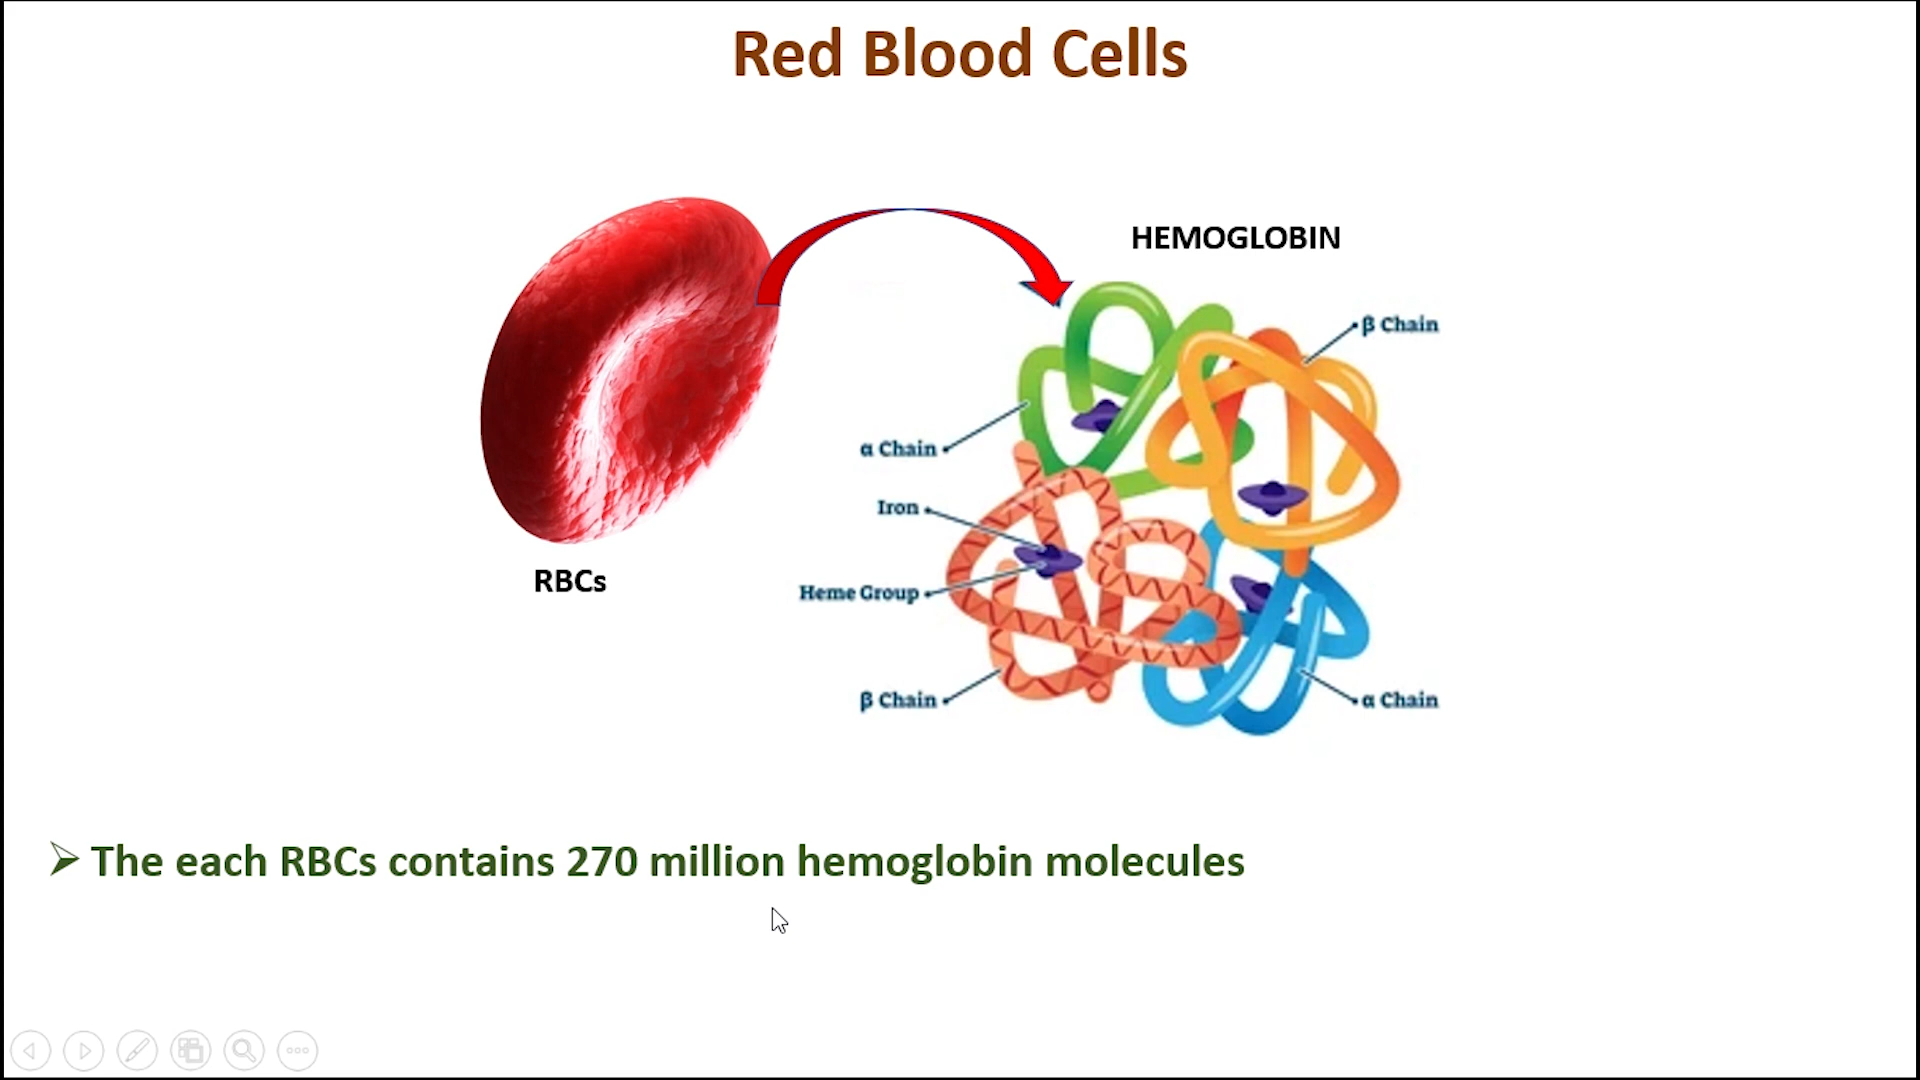 Red Blood Cells
HEMOGLOBIN
β Chain
α Chain
Iron
Heme Group
β Chain
α Chain
RBCs
The each RBCs contains 270 million hemoglobin molecules